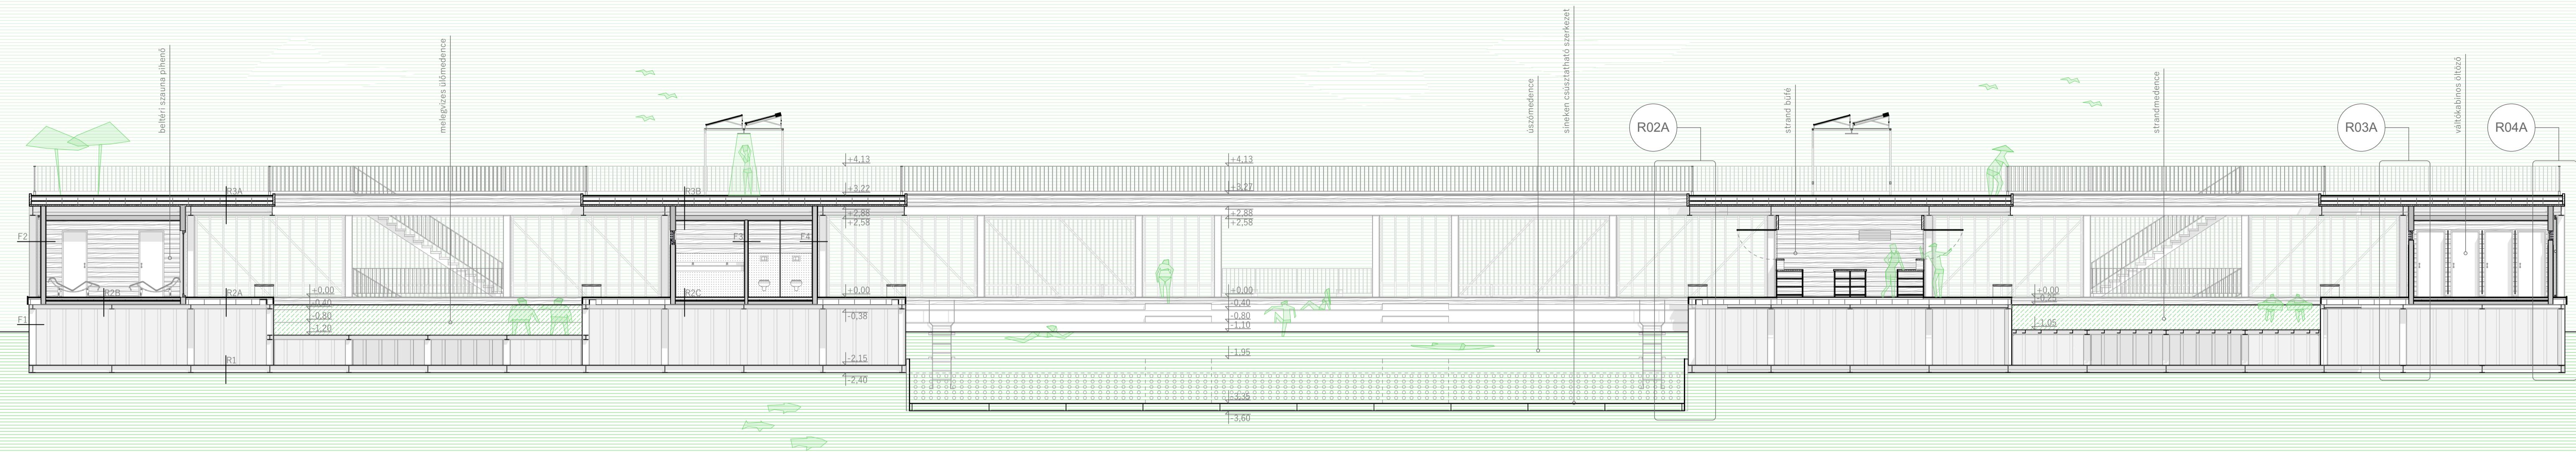 beltéri szauna pihenő
melegvizes ülőmedence
úszómedence
síneken csúsztatható szerkezet
strand büfé
strandmedence
váltókabinos öltöző
R02A
R03A
R04A
+4,13
+4,13
R3A
R3B
+3,22
+3,27
+2,88
+2,58
+2,88
+2,58
F2
F3
F4
R2B
R2A
R2C
+0,00
-0,40
-0,80
-1,20
+0,00
-0,38
+0,00
-0,40
-0,80
-1,10
+0,00
-0,25
-1,05
F1
R1
-1,95
-2,15
-2,40
-3,35
-3,60